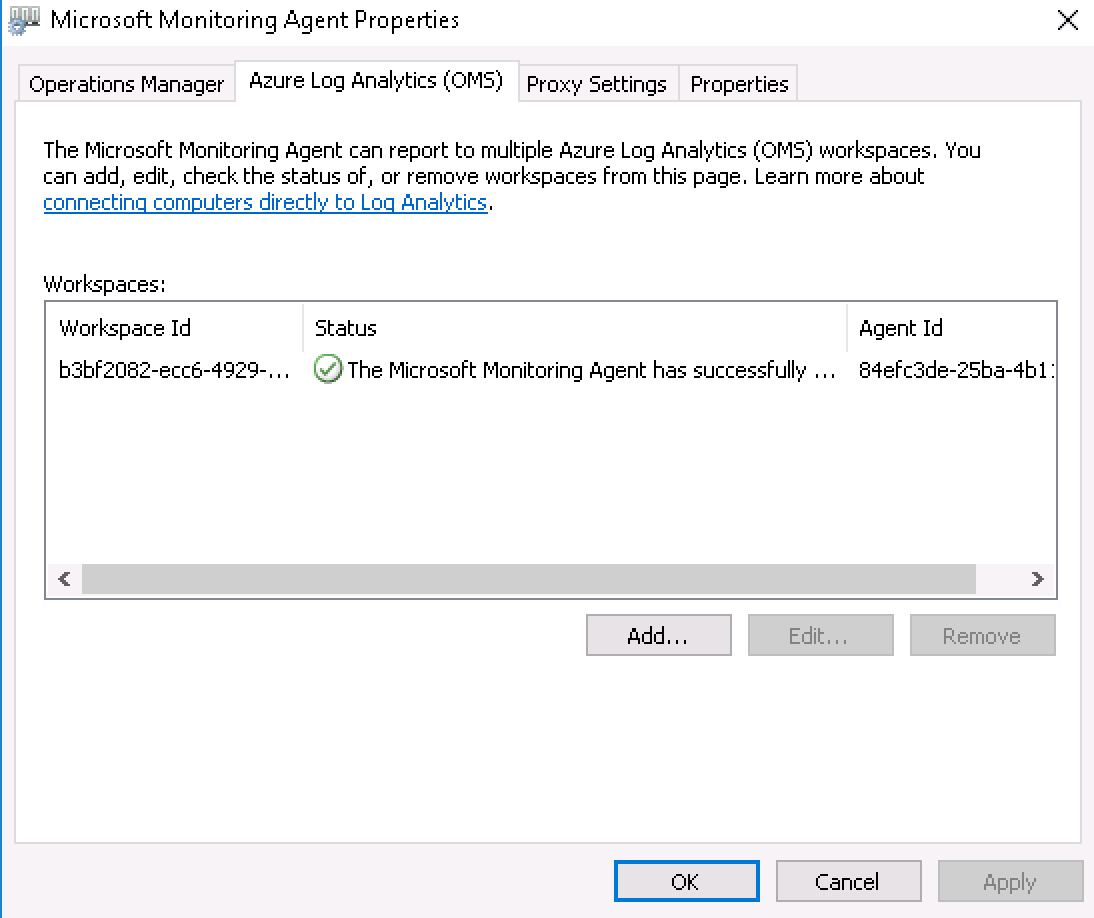 Microsoft Monitoring Agent Properties
Operations Manager
Azure Log Analytics (OMS)
Proxy Settings
Properties
The Microsoft Monitoring Agent can report to multiple Azure Log Analytics (OMS) workspaces. You
can add, edit, check the status of, or remove workspaces from this page. Learn more about
connecting computers directly to Log Analytics.
Workspaces:
Workspace Id
Status
Agent Id
b3bf2082-ecc6-4929-...
The Microsoft Monitoring Agent has successfully ...
84efc3de-25ba-4b11
Add...
Edit...
Remove
OK
Cancel
Apply